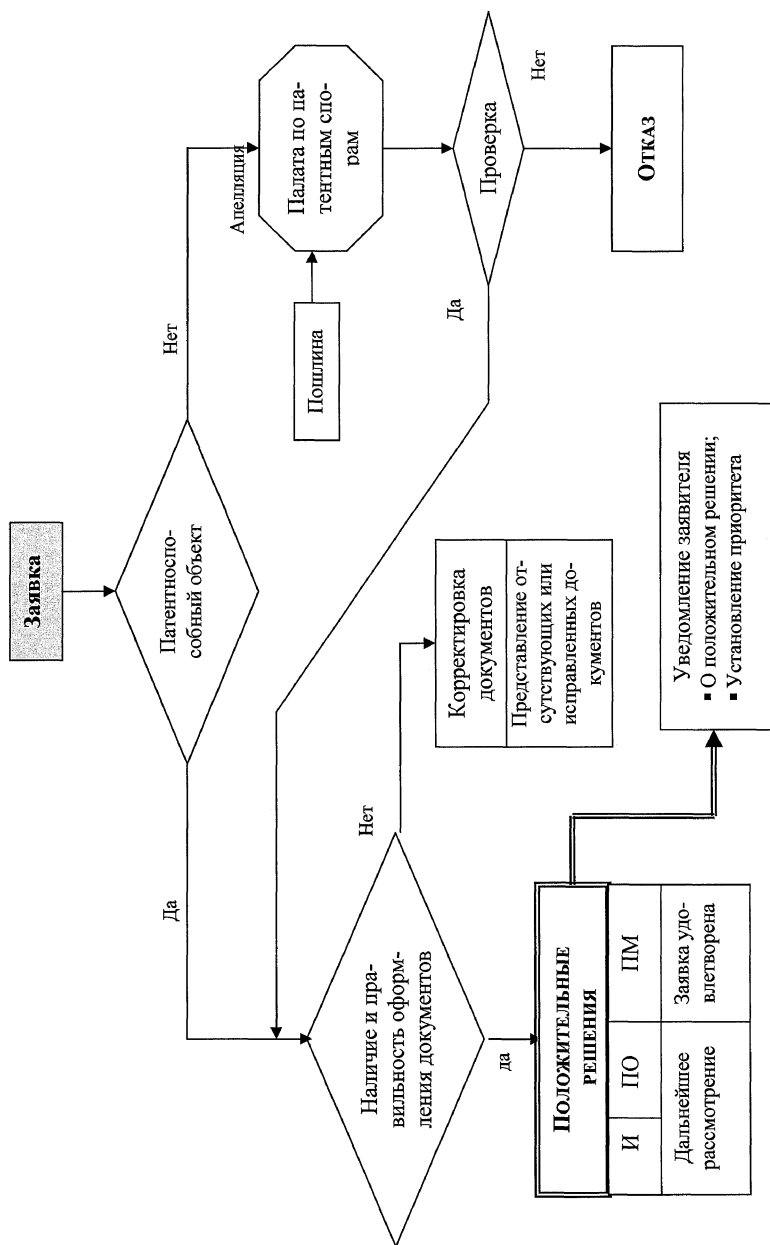 Заявка
Патентноспо-
собный объект
Да
Нет
Апелляция
Палата по па-
тентным спо-
рам
Пошлина
Проверка
Да
Нет
Отказ
Наличие и пра-
вильность оформ-
ления документов
Нет
да
Корректировка
документов
Представление от-
сутствующих или
исправленных до-
кументов
Положительные
решения
И
ПО
ПМ
Дальнейшее
рассмотрение
Заявка удо-
влетворена
Уведомление заявителя
▪ О положительном решении;
▪ Установление приоритета